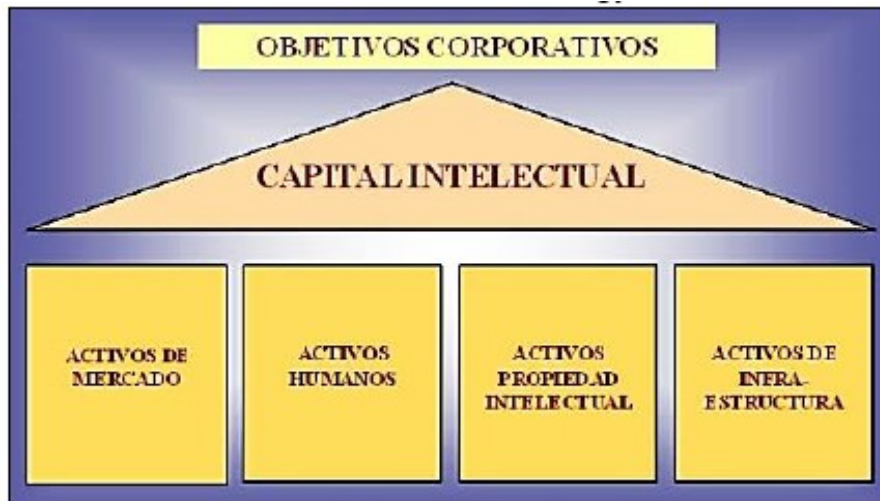 OBJETIVOS CORPORATIVOS
CAPITAL INTELECTUAL
ACTIVOS DE
MERCADO
ACTIVOS
HUMANOS
ACTIVOS
PROPIEDAD
INTELECTUAL
ACTIVOS DE
INFRA-
ESTRUCTURA